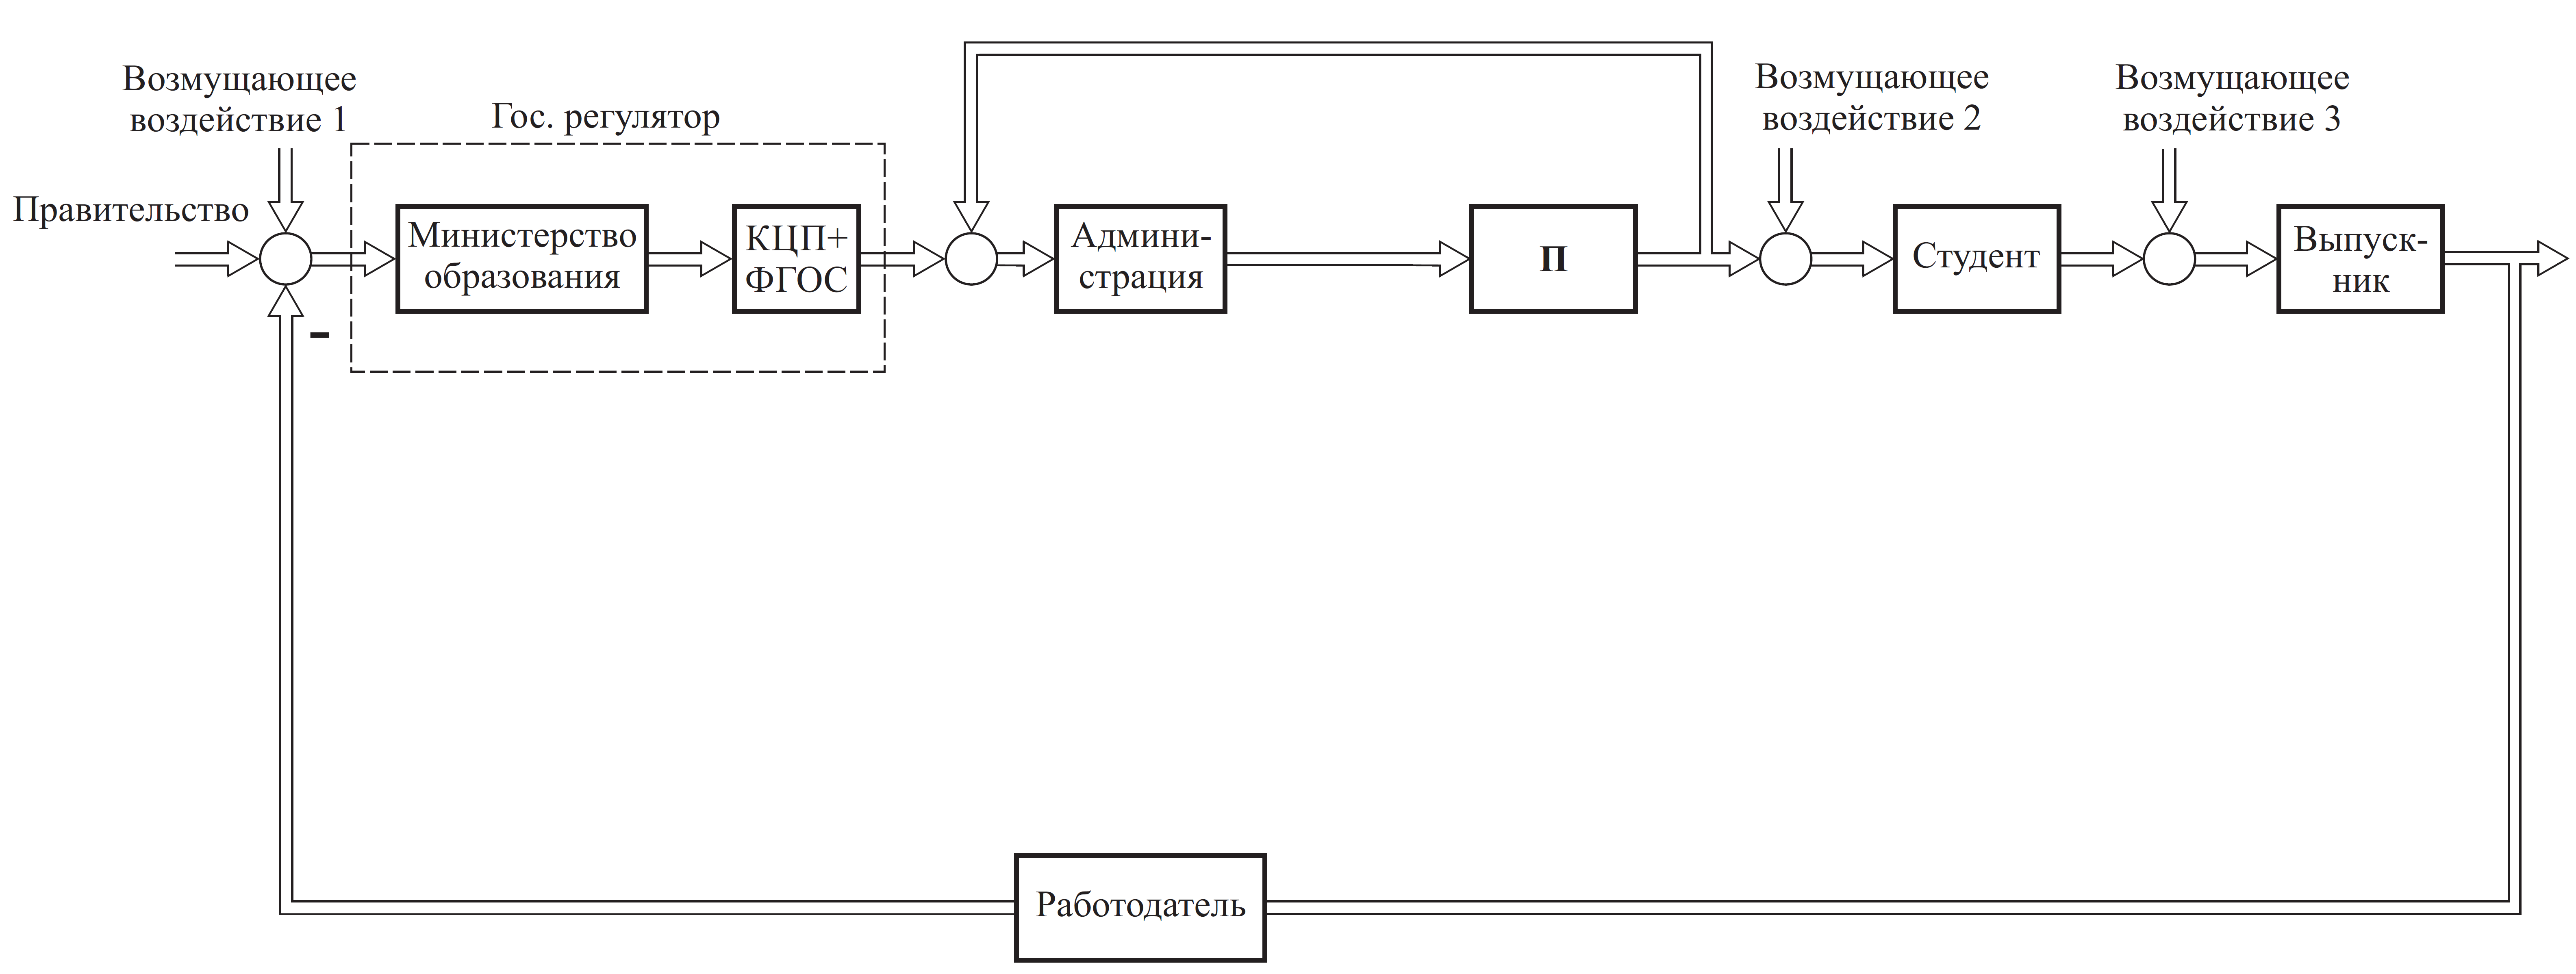 Возмущающее
воздействие 1
Гос. регулятор
Возмущающее
воздействие 2
Возмущающее
воздействие 3
Правительство
Министерство
образования
КЦП+
ФГОС
Админи-
страция
П
Студент
Выпуск-
ник
-
Работодатель